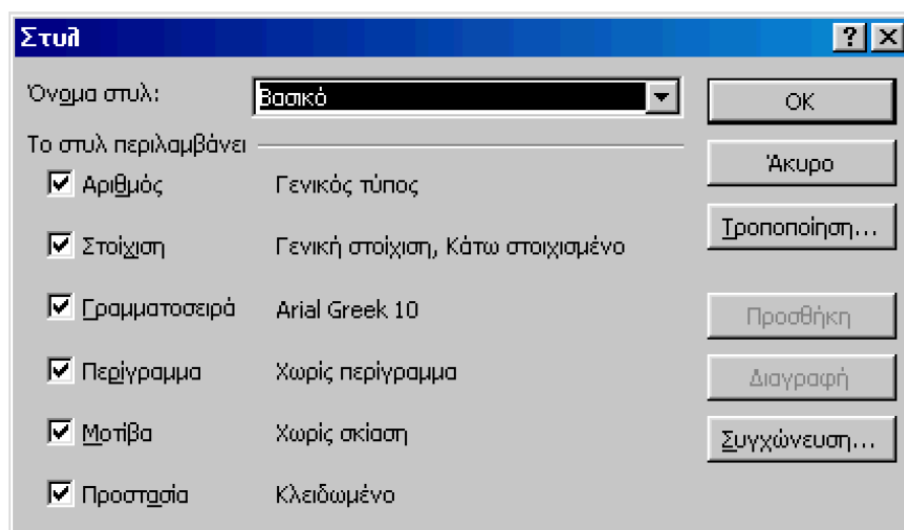 Στυλ
Όνομα στυλ: Βασικό
OK
Το στυλ περιλαμβάνει
Άκυρο
Αριθμός Γενικός τύπος
Τροποποίηση...
Στοίχιση Γενική στοίχιση, Κάτω στοιχισμένο
Γραμματοσειρά Arial Greek 10
Προσθήκη
Περίγραμμα Χωρίς περίγραμμα
Διαγραφή
Μοτίβα Χωρίς σκίαση
Συγχώνευση...
Προστασία Κλειδωμένο